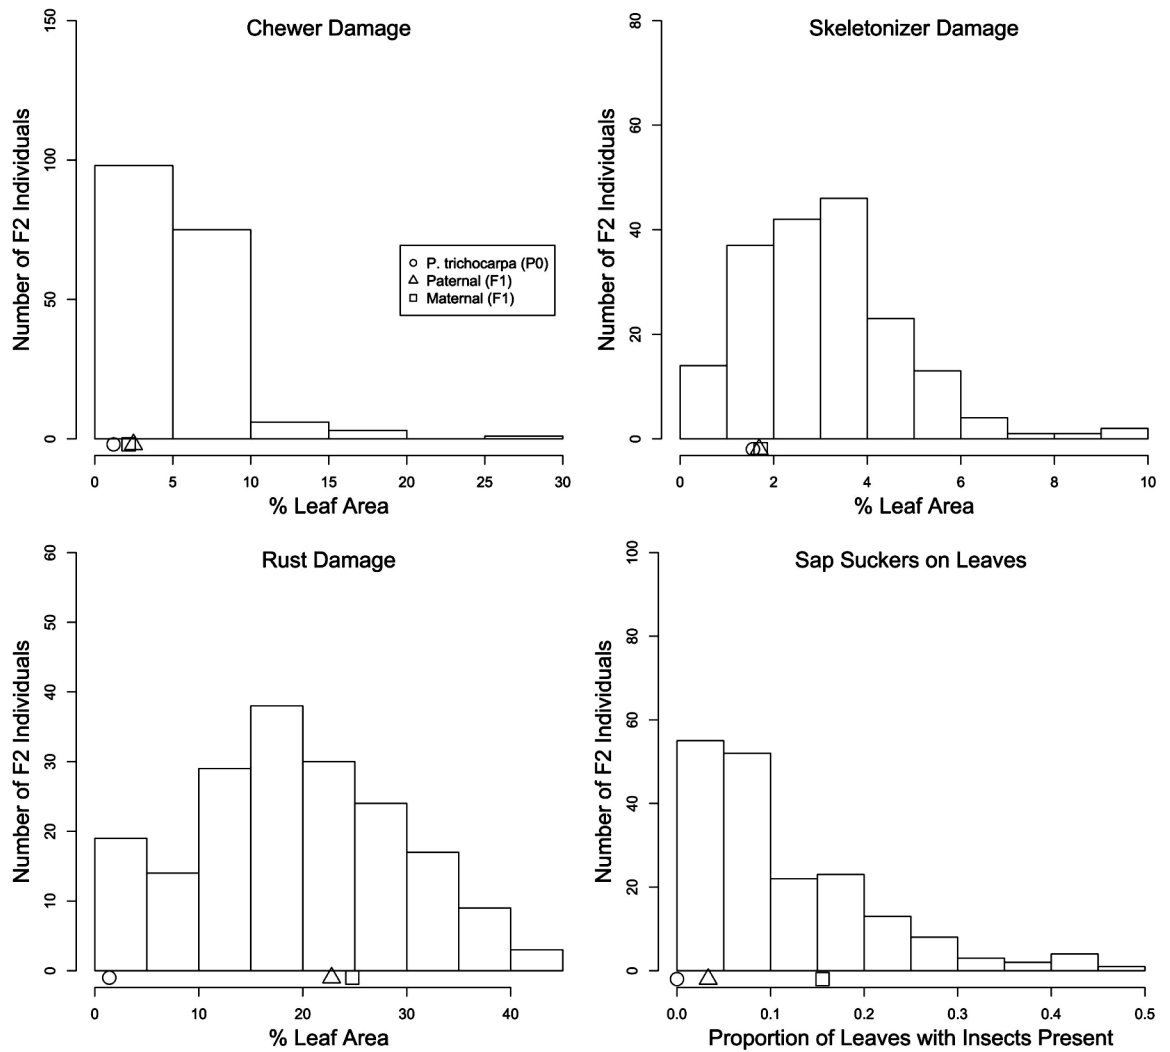 Chewer Damage
Number of F2 Individuals
150
100
50
0
P. trichocarpa (P0)
Paternal (F1)
Maternal (F1)
0 5 10 15 20 25 30
% Leaf Area
Skeletonizer Damage
Number of F2 Individuals
80
60
40
20
0
0 2 4 6 8 10
% Leaf Area
Rust Damage
Number of F2 Individuals
60
50
40
30
20
10
0
0 10 20 30 40
% Leaf Area
Sap Suckers on Leaves
Number of F2 Individuals
100
80
60
40
20
0
0.0 0.1 0.2 0.3 0.4 0.5
Proportion of Leaves with Insects Present